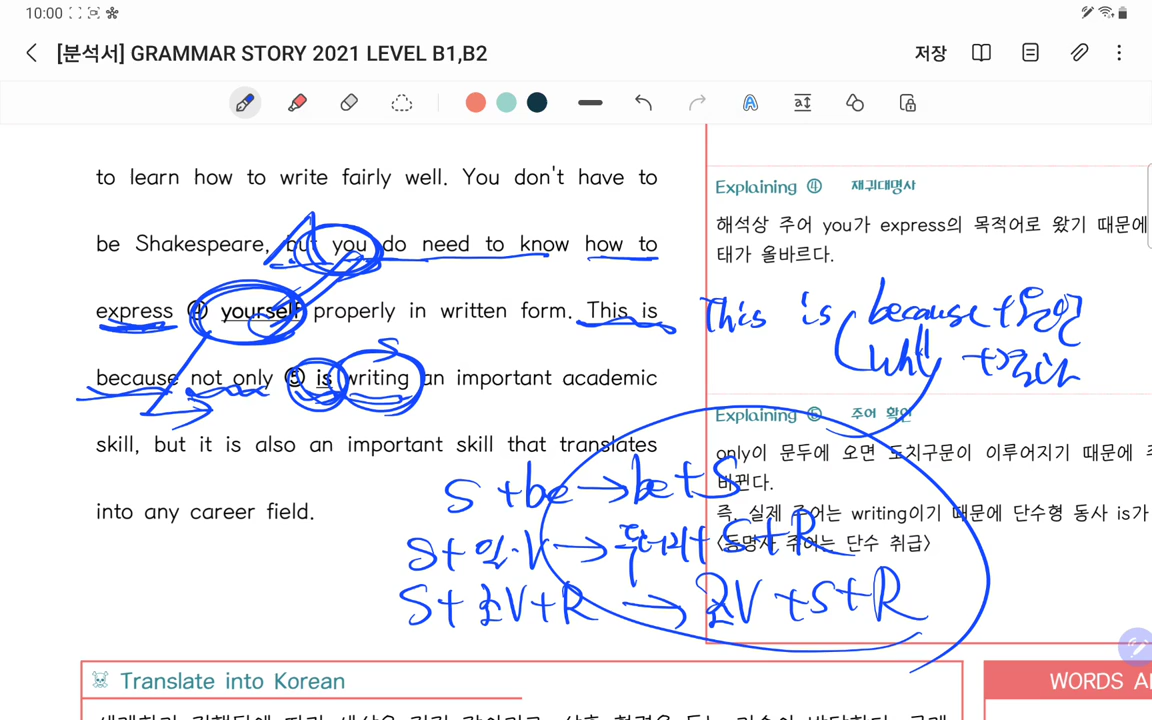 10:00
[분석서] GRAMMAR STORY 2021 LEVEL B1,B2
저장
to learn how to write fairly well. You don't have to
be Shakespeare, but you do need to know how to
express ④ yourself properly in written form. This is
because not only ⑤ is writing an important academic
skill, but it is also an important skill that translates
into any career field.
S
S + be → be + S
S + 일·V → + S + R
S + 조V + R → 조V + S + R
Explaining ④ 재귀대명사
해석상 주어 you가 express의 목적어로 왔기 때문에
태가 올바르다.
This is because + 원인
why + 결과
Explaining ⑤ 주어 확인
only이 문두에 오면 도치구문이 이루어지기 때문에 주
바뀐다.
즉, 실제 주어는 writing이기 때문에 단수형 동사 is가
<동명사 주어는 단수 취급>
Translate into Korean
WORDS